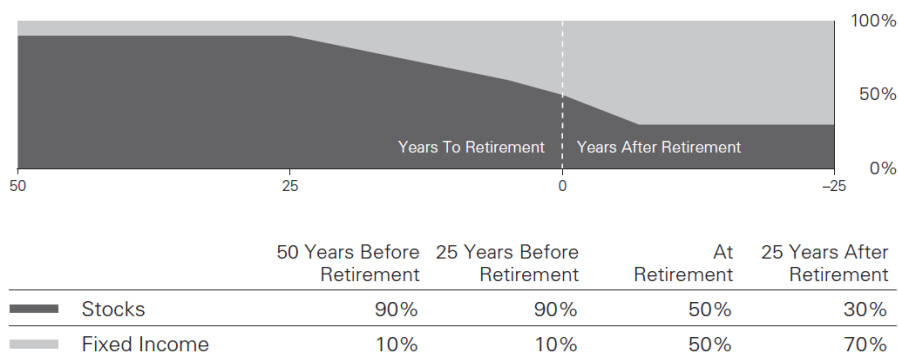 100%
50%
Years To Retirement Years After Retirement
0%
50 25 0 –25
50 Years Before 25 Years Before At 25 Years After
Retirement Retirement Retirement Retirement
Stocks 90% 90% 50% 30%
Fixed Income 10% 10% 50% 70%